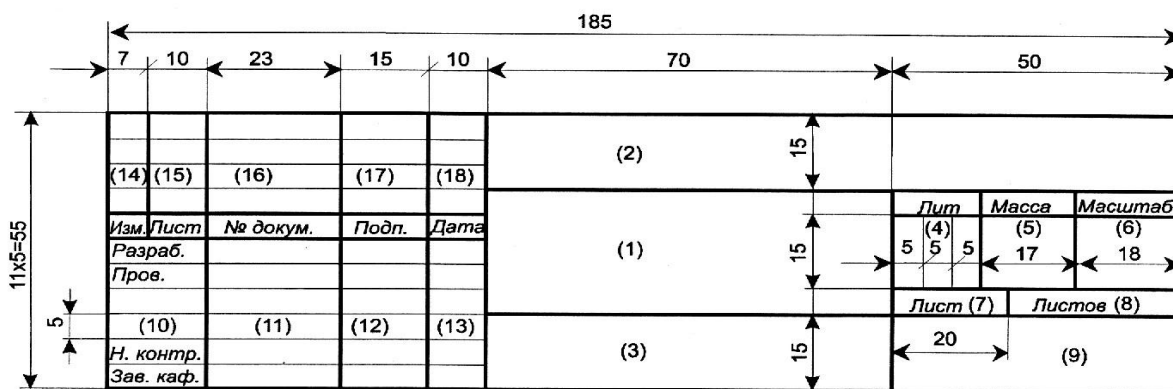 185
7 10 23 15 10 70 50
(2) 15
(14) (15) (16) (17) (18)
Лит Масса Масштаб
Изм. Лист № докум. Подп. Дата
(4) (5) (6)
Разраб.
(1) 15 5 5 5 17 18
Пров.
11x5=55
Лист (7) Листов (8)
5 (10) (11) (12) (13)
20
Н. контр.
(3) 15 (9)
Зав. каф.